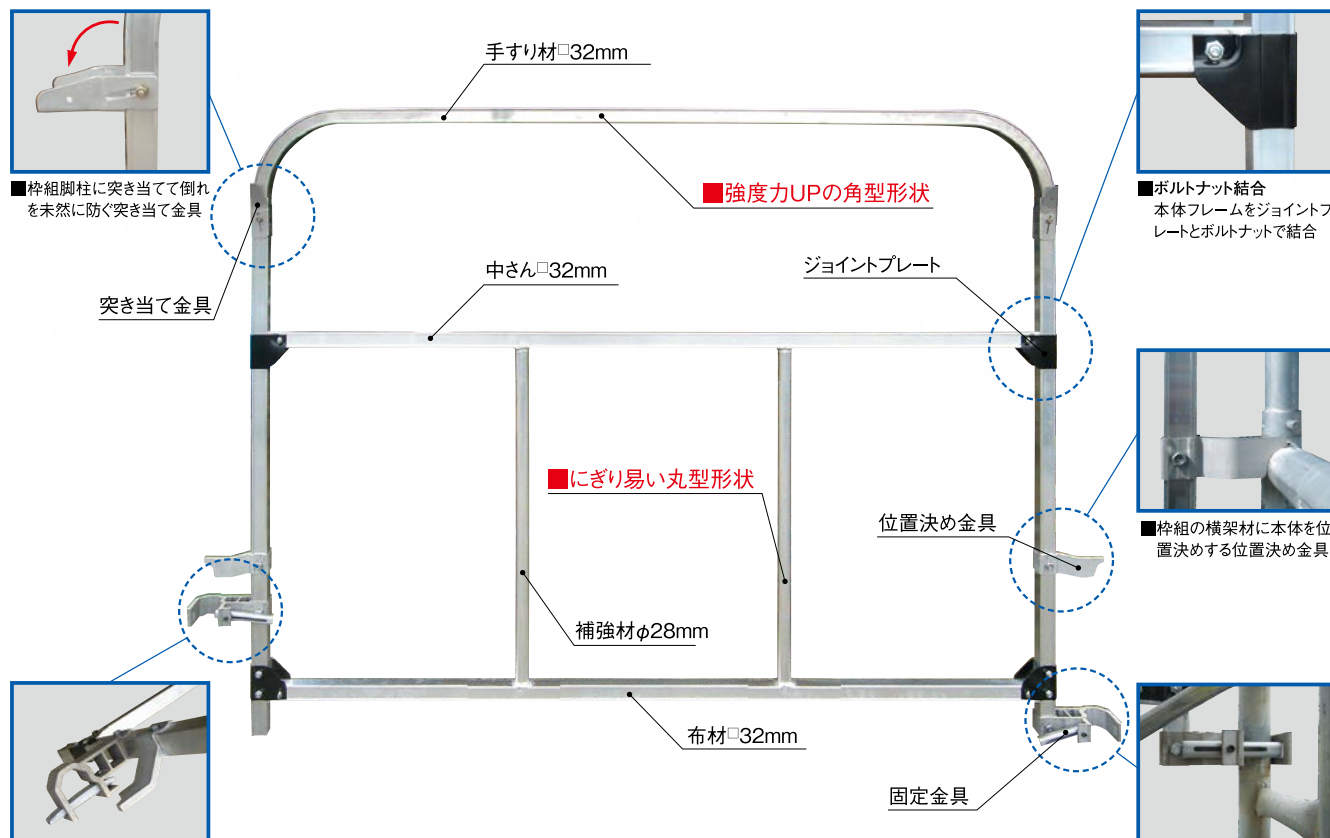 手すり材□32mm
■枠組脚柱に突き当てて倒れ
を未然に防ぐ突き当て金具
■強度力UPの角型形状
■ボルトナット結合
本体フレームをジョイントプ
レートとボルトナットで結合
突き当て金具
中さん□32mm
ジョイントプレート
■にぎり易い丸型形状
位置決め金具
■枠組の横架材に本体を位
置決めする位置決め金具
補強材φ28mm
布材□32mm
固定金具